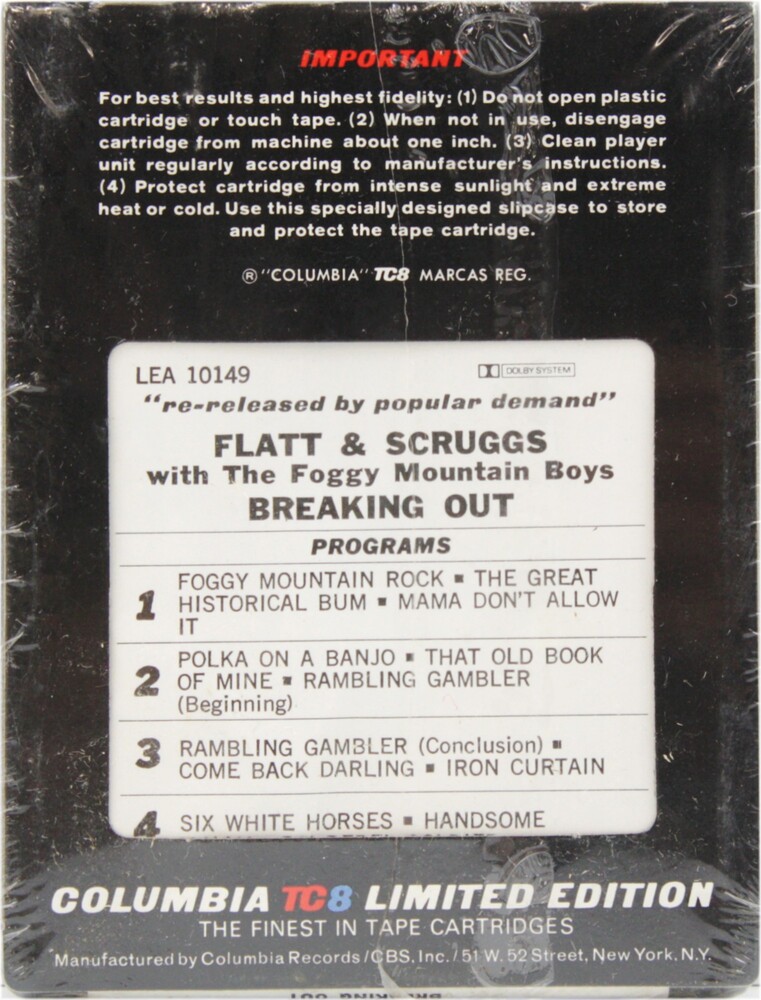 IMPORTANT
For best results and highest fidelity: (1) Do not open plastic
cartridge or touch tape. (2) When not in use, disengage
cartridge from machine about one inch. (3) Clean player
unit regularly according to manufacturer's instructions.
(4) Protect cartridge from intense sunlight and extreme
heat or cold. Use this specially designed slipcase to store
and protect the tape cartridge.
® "COLUMBIA" TC8 MARCAS REG.
LEA 10149
DOLBY SYSTEM
"re-released by popular demand"
FLATT & SCRUGGS
with The Foggy Mountain Boys
BREAKING OUT
PROGRAMS
1 FOGGY MOUNTAIN ROCK ▪ THE GREAT
HISTORICAL BUM ▪ MAMA DON'T ALLOW
IT
2 POLKA ON A BANJO ▪ THAT OLD BOOK
OF MINE ▪ RAMBLING GAMBLER
(Beginning)
3 RAMBLING GAMBLER (Conclusion) ▪
COME BACK DARLING ▪ IRON CURTAIN
4 SIX WHITE HORSES ▪ HANDSOME
COLUMBIA TC8 LIMITED EDITION
THE FINEST IN TAPE CARTRIDGES
Manufactured by Columbia Records/CBS, Inc./51 W. 52 Street, New York, N.Y.